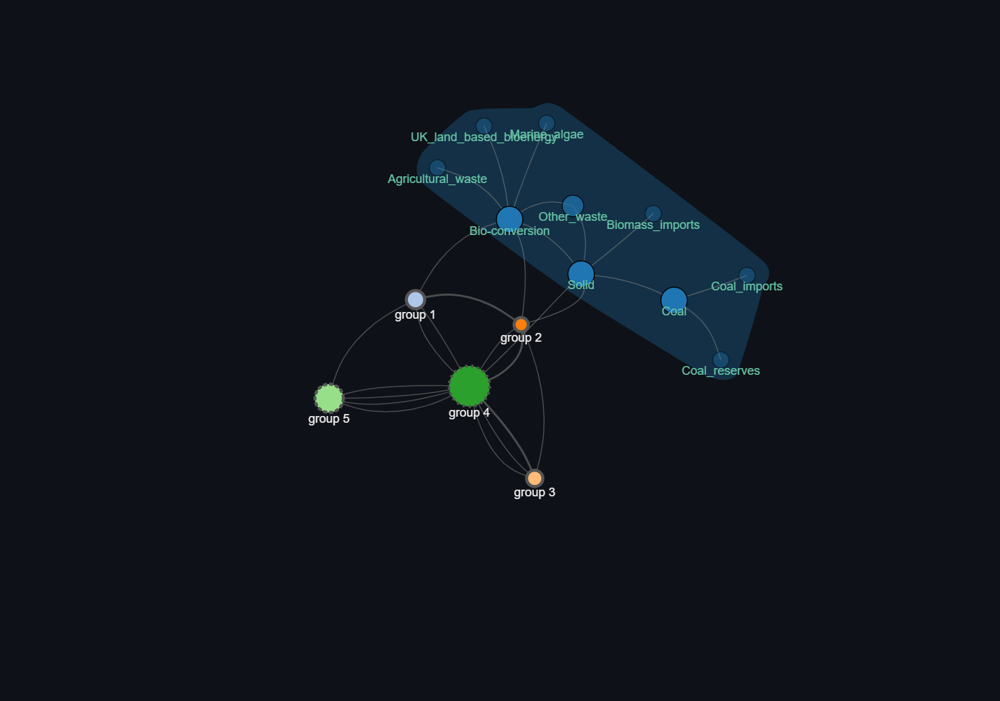 UK_land_based_bioenergy
Marine_algae
Agricultural_waste
Other_waste
Biomass_imports
Bio-conversion
Solid
Coal_imports
Coal
group 1
group 2
Coal_reserves
group 4
group 5
group 3